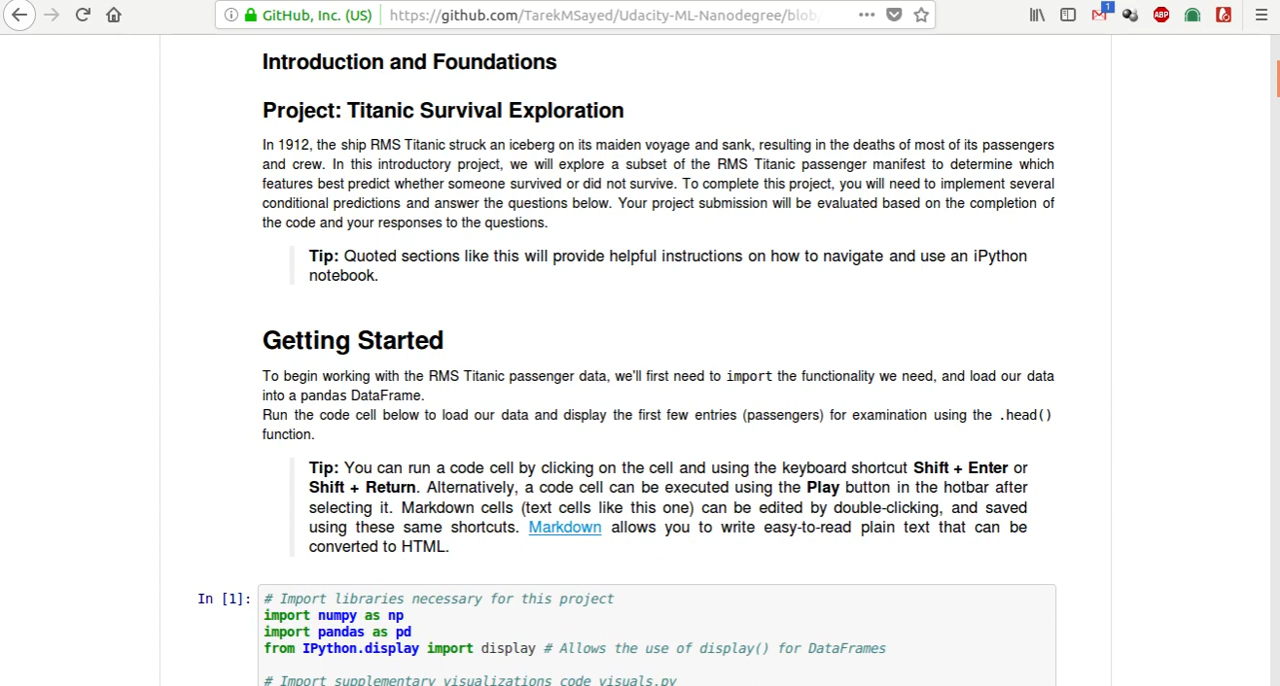 GitHub, Inc. (US) https://github.com/TarekMSayed/Udacity-ML-Nanodegree/blob/
1
ABP
Introduction and Foundations
Project: Titanic Survival Exploration
In 1912, the ship RMS Titanic struck an iceberg on its maiden voyage and sank, resulting in the deaths of most of its passengers
and crew. In this introductory project, we will explore a subset of the RMS Titanic passenger manifest to determine which
features best predict whether someone survived or did not survive. To complete this project, you will need to implement several
conditional predictions and answer the questions below. Your project submission will be evaluated based on the completion of
the code and your responses to the questions.
Tip: Quoted sections like this will provide helpful instructions on how to navigate and use an iPython
notebook.
Getting Started
To begin working with the RMS Titanic passenger data, we'll first need to import the functionality we need, and load our data
into a pandas DataFrame.
Run the code cell below to load our data and display the first few entries (passengers) for examination using the .head()
function.
Tip: You can run a code cell by clicking on the cell and using the keyboard shortcut Shift + Enter or
Shift + Return. Alternatively, a code cell can be executed using the Play button in the hotbar after
selecting it. Markdown cells (text cells like this one) can be edited by double-clicking, and saved
using these same shortcuts. Markdown allows you to write easy-to-read plain text that can be
converted to HTML.
In [1]: # Import libraries necessary for this project
import numpy as np
import pandas as pd
from IPython.display import display # Allows the use of display() for DataFrames
# Import supplementary visualizations code visuals.py